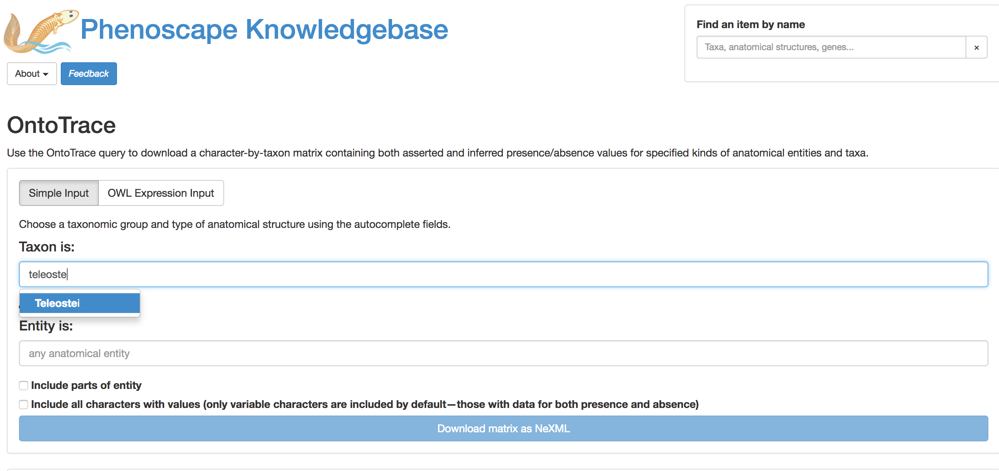 Phenoscape Knowledgebase
Find an item by name
Taxa, anatomical structures, genes...
×
About
Feedback
OntoTrace
Use the OntoTrace query to download a character-by-taxon matrix containing both asserted and inferred presence/absence values for specified kinds of anatomical entities and taxa.
Simple Input
OWL Expression Input
Choose a taxonomic group and type of anatomical structure using the autocomplete fields.
Taxon is:
teleoste
Teleostei
Entity is:
any anatomical entity
Include parts of entity
Include all characters with values (only variable characters are included by default—those with data for both presence and absence)
Download matrix as NeXML